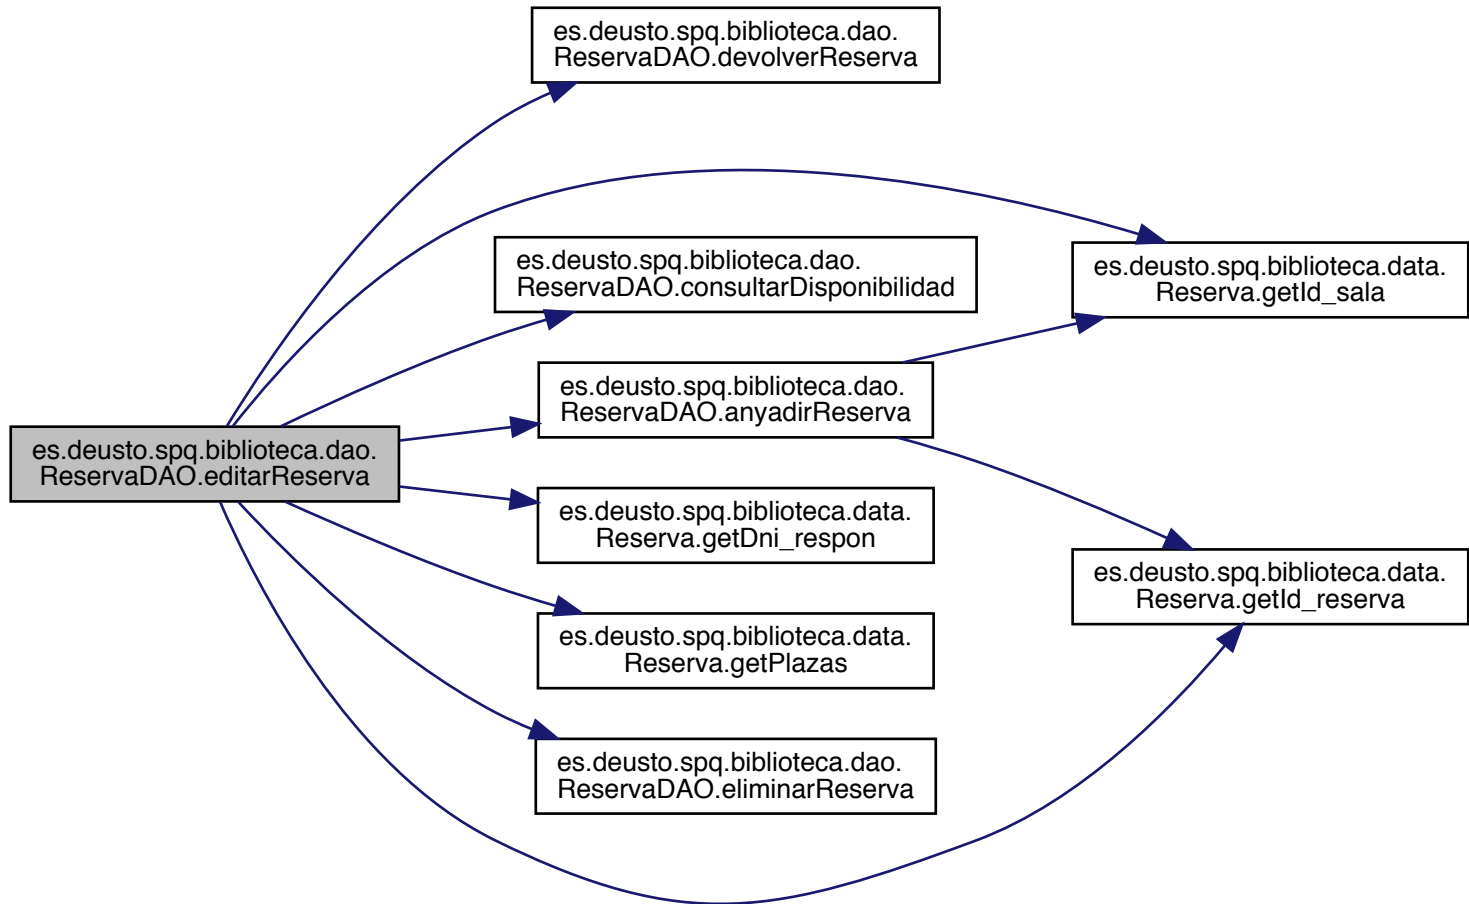 es.deusto.spq.biblioteca.dao.
ReservaDAO.devolverReserva
es.deusto.spq.biblioteca.dao.
ReservaDAO.consultarDisponibilidad
es.deusto.spq.biblioteca.data.
Reserva.getId_sala
es.deusto.spq.biblioteca.dao.
ReservaDAO.anyadirReserva
es.deusto.spq.biblioteca.dao.
ReservaDAO.editarReserva
es.deusto.spq.biblioteca.data.
Reserva.getDni_respon
es.deusto.spq.biblioteca.data.
Reserva.getId_reserva
es.deusto.spq.biblioteca.data.
Reserva.getPlazas
es.deusto.spq.biblioteca.dao.
ReservaDAO.eliminarReserva